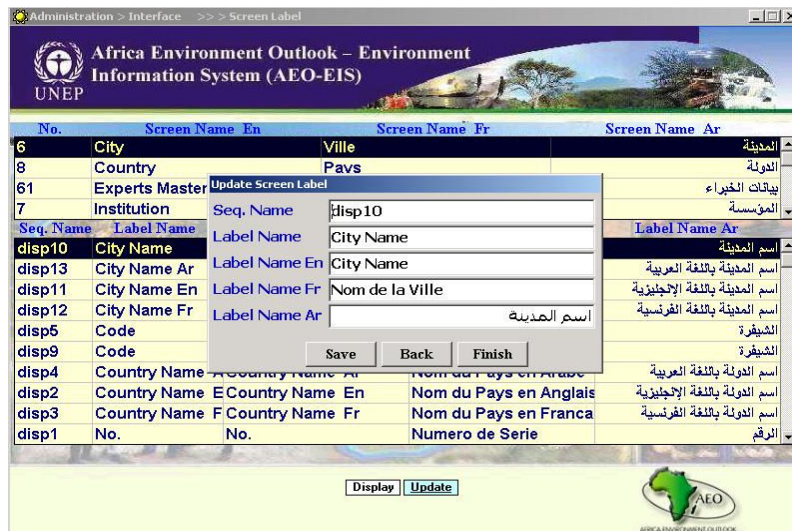 Administration > Interface >> > Screen Label
UNEP
Africa Environment Outlook – Environment
Information System (AEO-EIS)
No. Screen Name En Screen Name Fr Screen Name Ar
6 City Ville المدينة
8 Country Pays الدولة
61 Experts Master بيانات الخبراء
7 Institution المؤسسة
Update Screen Label
Seq. Name disp10
Label Name City Name
Label Name En City Name
Label Name Fr Nom de la Ville
Label Name Ar اسم المدينة
Save Back Finish
Seq. Name Label Name Label Name Ar
disp10 City Name اسم المدينة
disp13 City Name Ar اسم المدينة باللغة العربية
disp11 City Name En اسم المدينة باللغة الإنجليزية
disp12 City Name Fr اسم المدينة باللغة الفرنسية
disp5 Code الشيفرة
disp9 Code الشيفرة
disp4 Country Name A Country Name Ar Nom du Pays en Arabe اسم الدولة باللغة العربية
disp2 Country Name E Country Name En Nom du Pays en Anglais اسم الدولة باللغة الإنجليزية
disp3 Country Name F Country Name Fr Nom du Pays en Franca اسم الدولة باللغة الفرنسية
disp1 No. No. Numero de Serie الرقم
Display Update
AEO
AFRICA ENVIRONMENT OUTLOOK